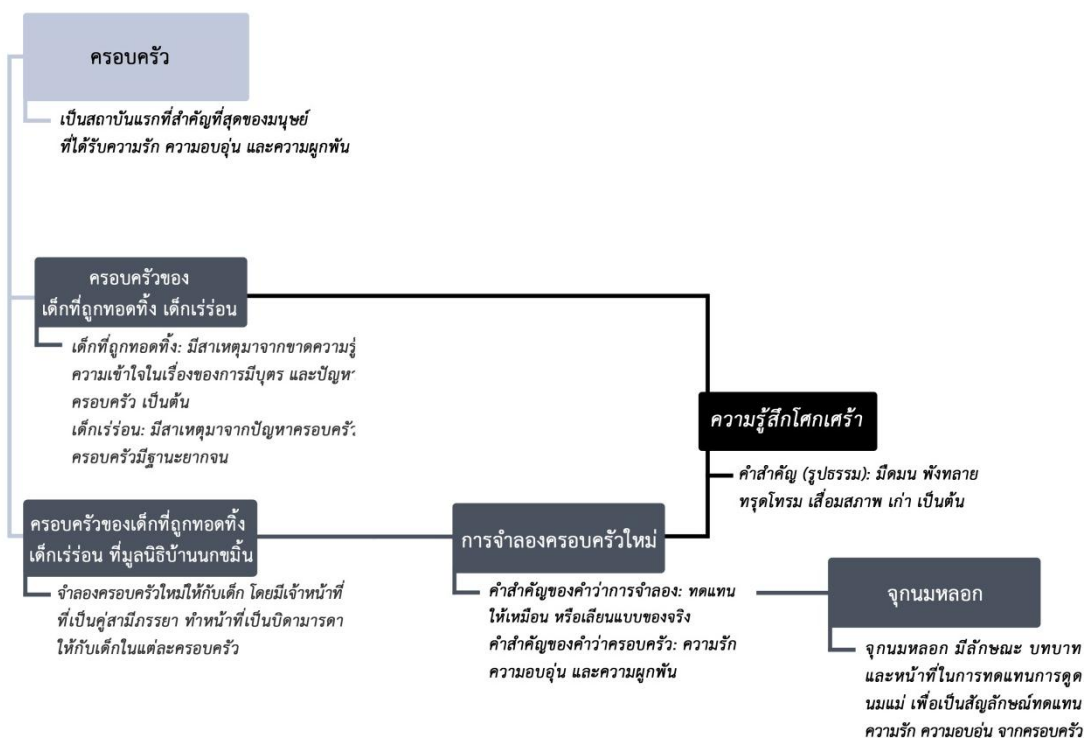 ครอบครัว
เป็นสถาบันแรกที่สำคัญที่สุดของมนุษย์
ที่ได้รับความรัก ความอบอุ่น และความผูกพัน
ครอบครัวของ
เด็กที่ถูกทอดทิ้ง เด็กเร่ร่อน
เด็กที่ถูกทอดทิ้ง: มีสาเหตุมาจากขาดความรู้
ความเข้าใจในเรื่องของการมีบุตร และปัญหา
ครอบครัว เป็นต้น
เด็กเร่ร่อน: มีสาเหตุมาจากปัญหาครอบครัว
ครอบครัวมีฐานะยากจน
ความรู้สึกโศกเศร้า
คำสำคัญ (รูปธรรม): มืดมน พังทลาย
ทรุดโทรม เสื่อมสภาพ เก่า เป็นต้น
ครอบครัวของเด็กที่ถูกทอดทิ้ง
เด็กเร่ร่อน ที่มูลนิธิบ้านนกขมิ้น
จำลองครอบครัวใหม่ให้กับเด็ก โดยมีเจ้าหน้าที่
ที่เป็นคู่สามีภรรยา ทำหน้าที่เป็นบิดามารดา
ให้กับเด็กในแต่ละครอบครัว
การจำลองครอบครัวใหม่
คำสำคัญของคำว่าการจำลอง: ทดแทน
ให้เหมือน หรือเลียนแบบของจริง
คำสำคัญของคำว่าครอบครัว: ความรัก
ความอบอุ่น และความผูกพัน
จุกนมหลอก
จุกนมหลอก มีลักษณะ บทบาท
และหน้าที่ในการทดแทนการดูด
นมแม่ เพื่อเป็นสัญลักษณ์ทดแทน
ความรัก ความอบอุ่น จากครอบครัว